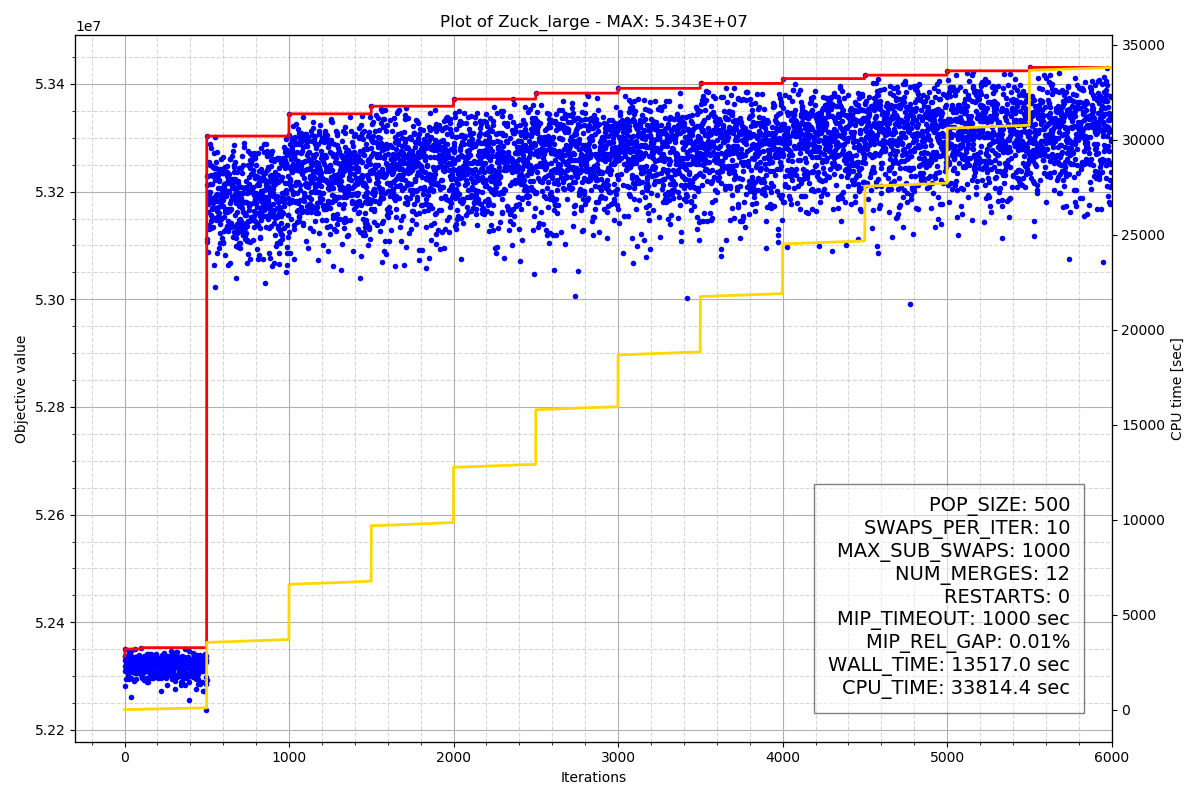 Plot of Zuck_large - MAX: 5.343E+07
1e7
5.34
5.32
5.30
5.28
5.26
5.24
5.22
Objective value
35000
30000
25000
20000
15000
10000
5000
0
CPU time [sec]
POP_SIZE: 500
SWAPS_PER_ITER: 10
MAX_SUB_SWAPS: 1000
NUM_MERGES: 12
RESTARTS: 0
MIP_TIMEOUT: 1000 sec
MIP_REL_GAP: 0.01%
WALL_TIME: 13517.0 sec
CPU_TIME: 33814.4 sec
0 1000 2000 3000 4000 5000 6000
Iterations